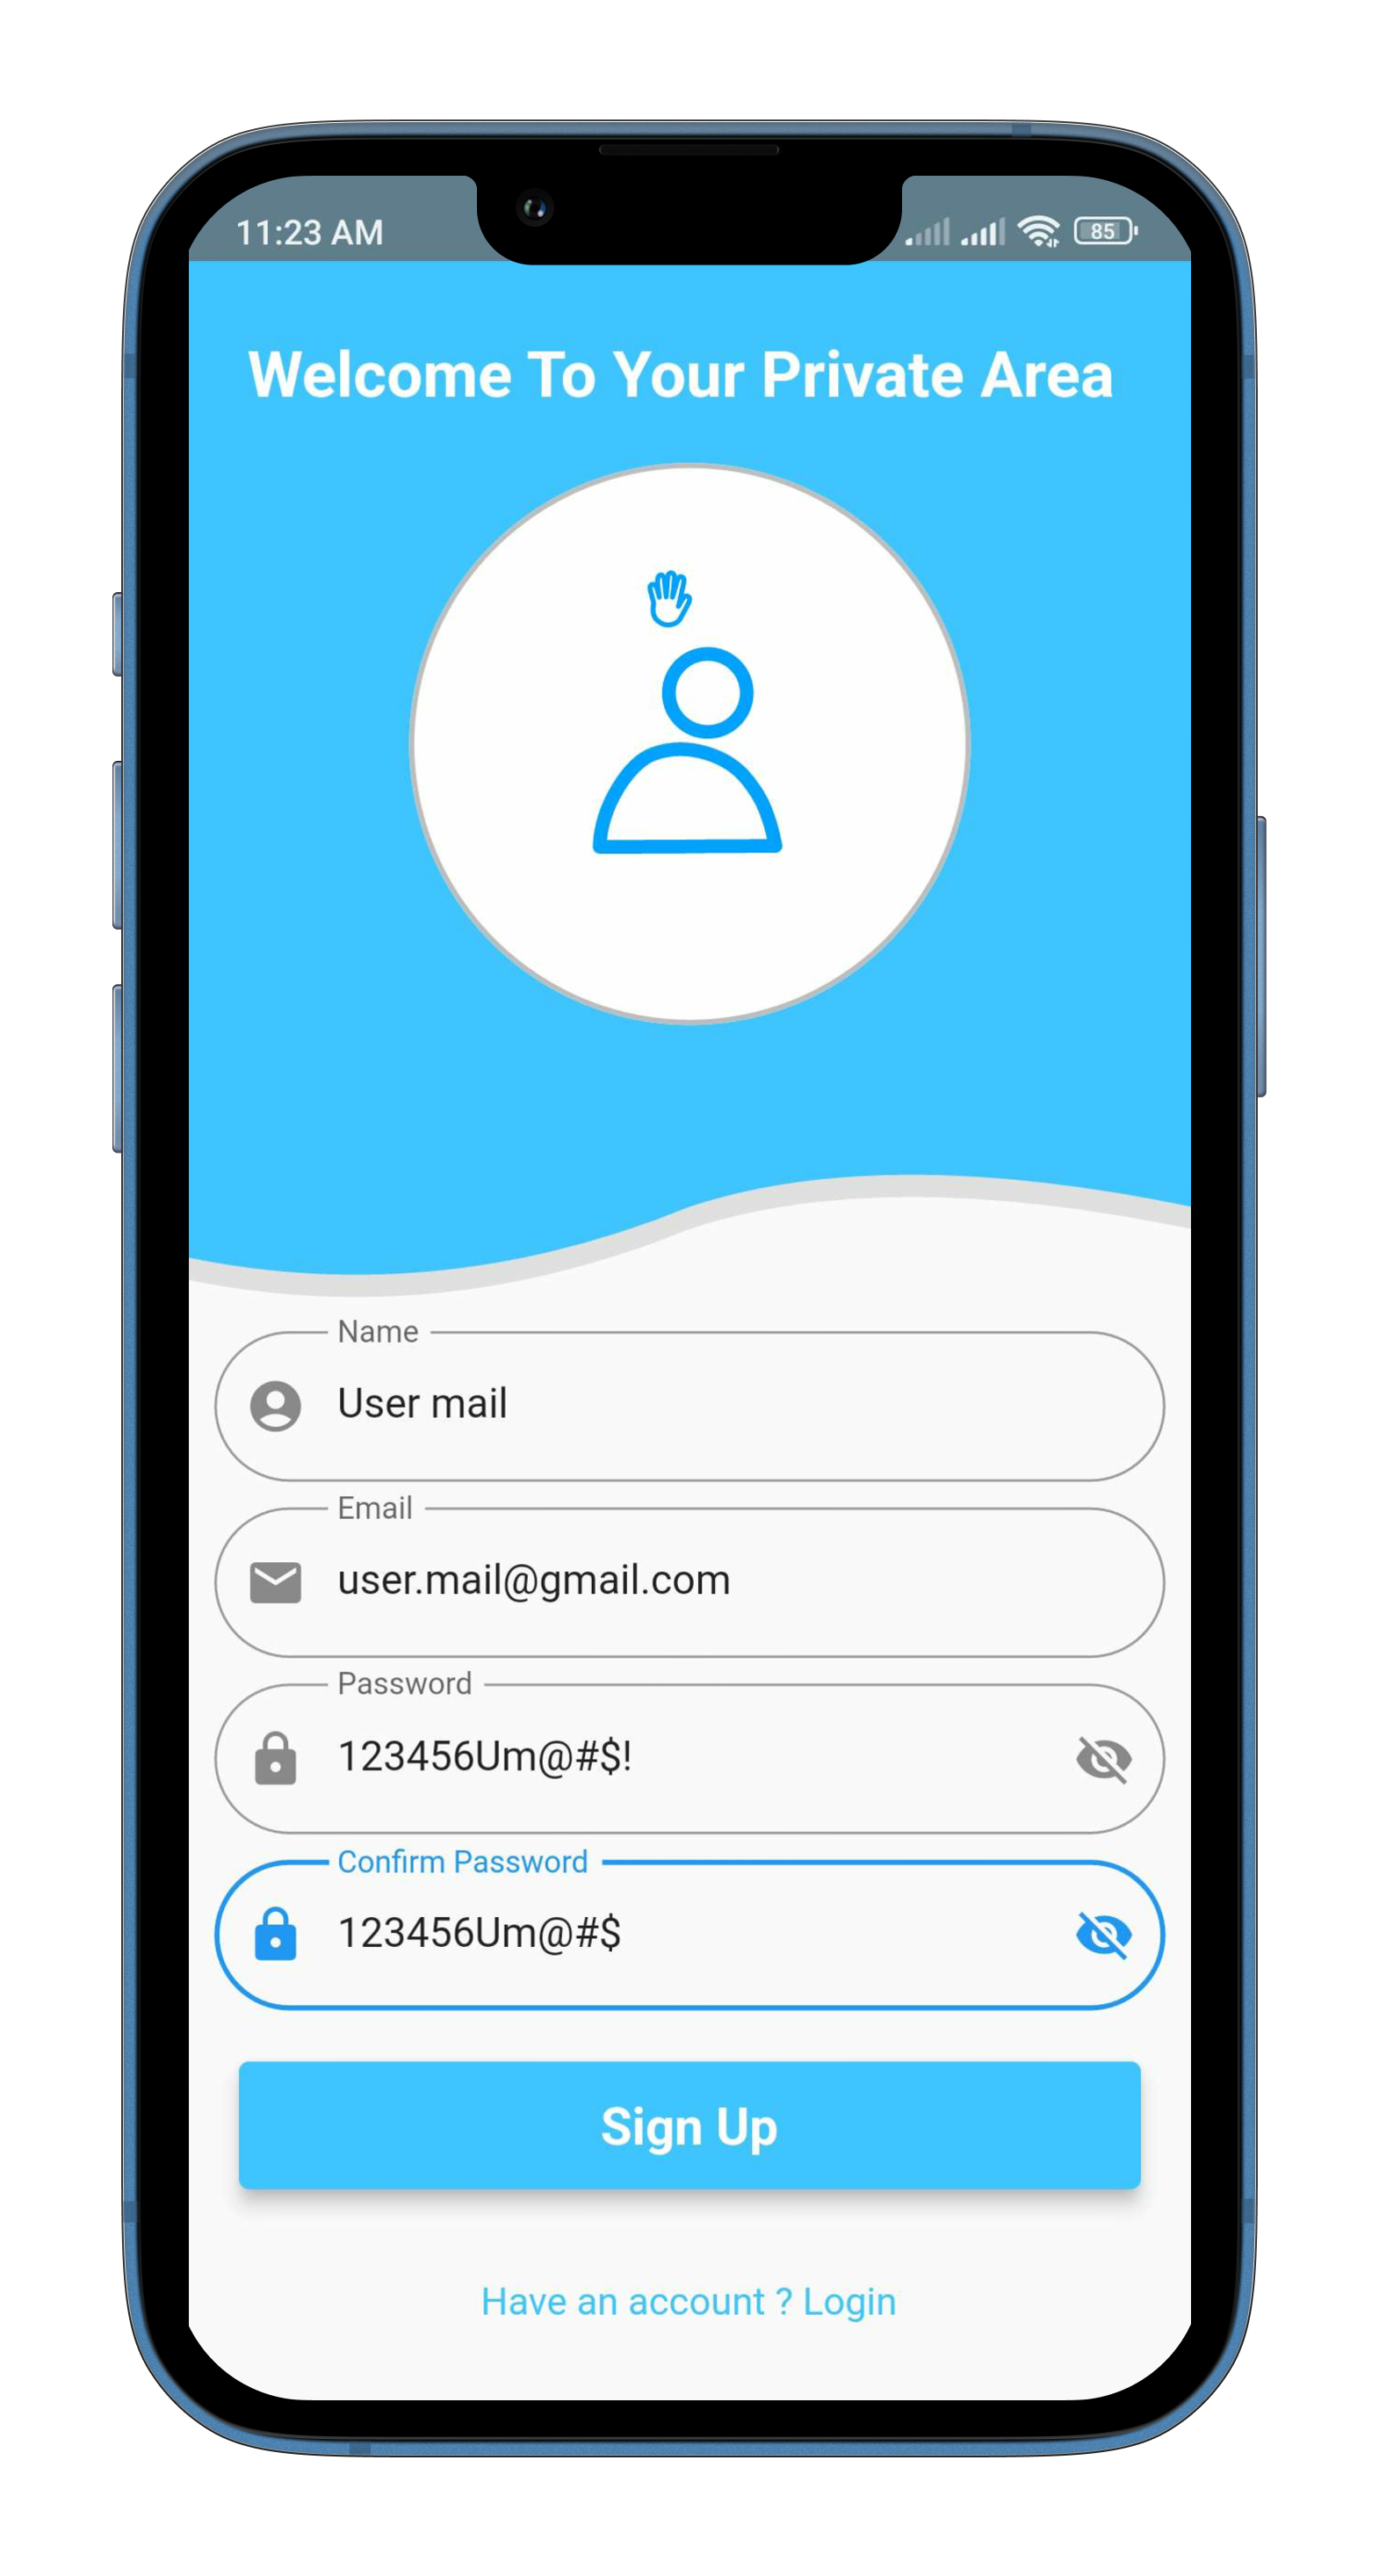 11:23 AM
85
Welcome To Your Private Area
Name
User mail
Email
user.mail@gmail.com
Password
123456Um@#$!
Confirm Password
123456Um@#$
Sign Up
Have an account ? Login